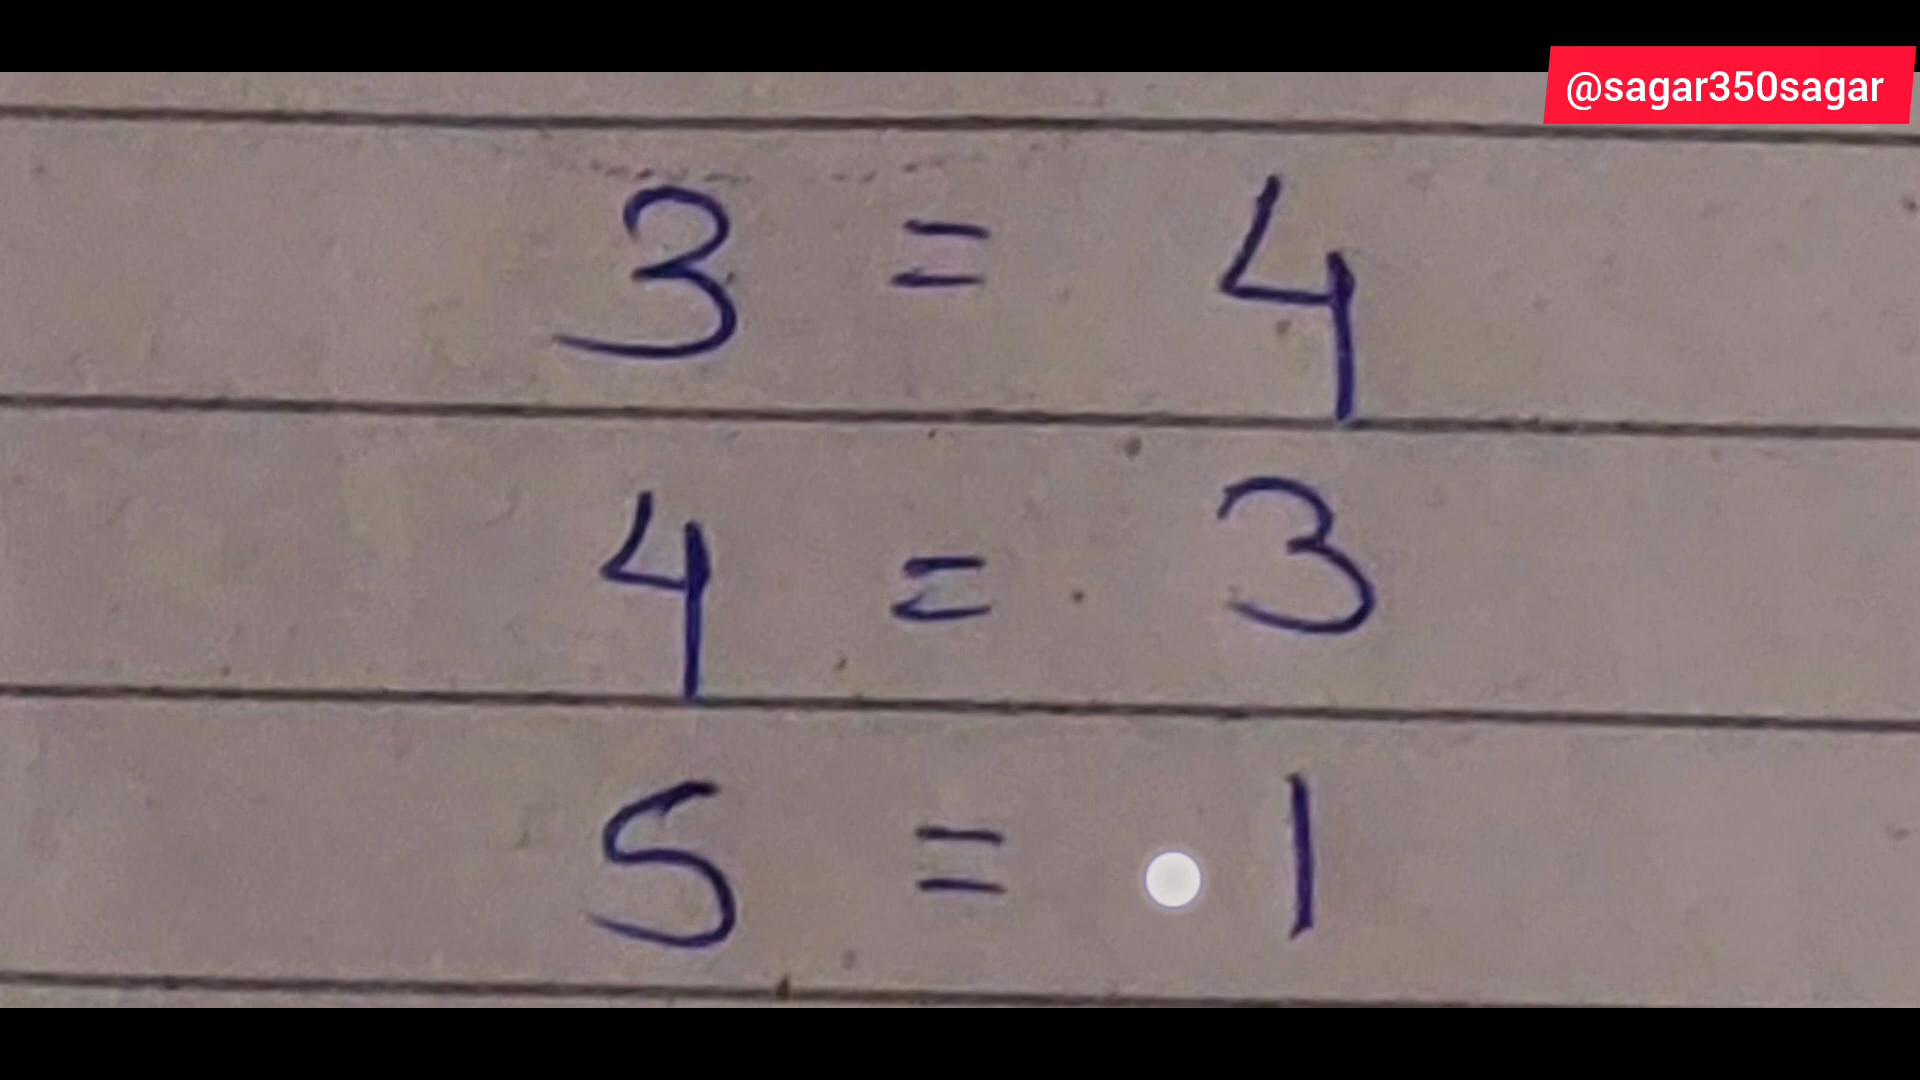 @sagar350sagar
3 = 4
4 = 3
5 = 1